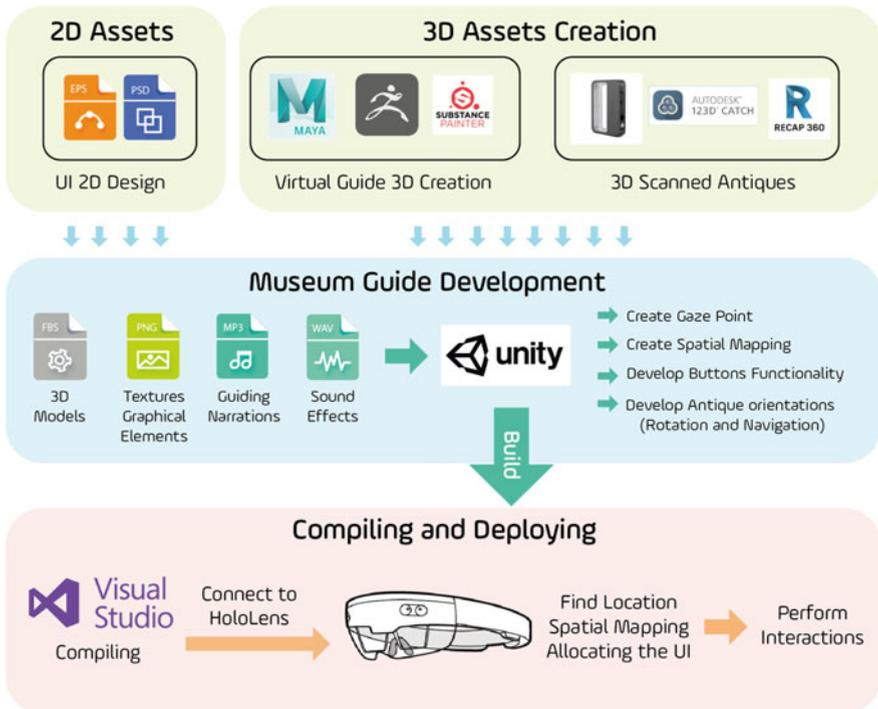 2D Assets
EPS
PSD
UI 2D Design
3D Assets Creation
MAYA
SUBSTANCE
PAINTER
Virtual Guide 3D Creation
AUTODESK®
123D® CATCH
RECAP 360
3D Scanned Antiques
Museum Guide Development
FBS
3D
Models
PNG
Textures
Graphical
Elements
MP3
Guiding
Narrations
WAV
Sound
Effects
unity
Create Gaze Point
Create Spatial Mapping
Develop Buttons Functionality
Develop Antique orientations
(Rotation and Navigation)
Build
Compiling and Deploying
Visual
Studio
Compiling
Connect to
HoloLens
Find Location
Spatial Mapping
Allocating the UI
Perform
Interactions